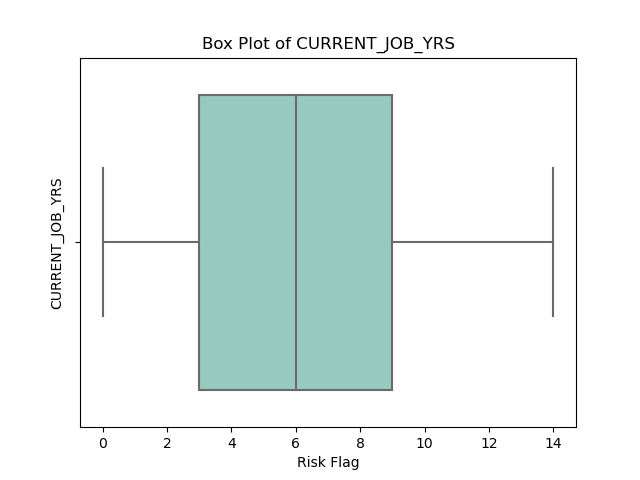 Box Plot of CURRENT_JOB_YRS
CURRENT_JOB_YRS
0 2 4 6 8 10 12 14
Risk Flag